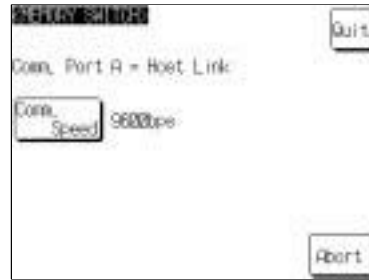 <MEMORY SWITCH>
Quit
Comm. Port A = Host Link
Comm.
Speed 9600bps
Abort